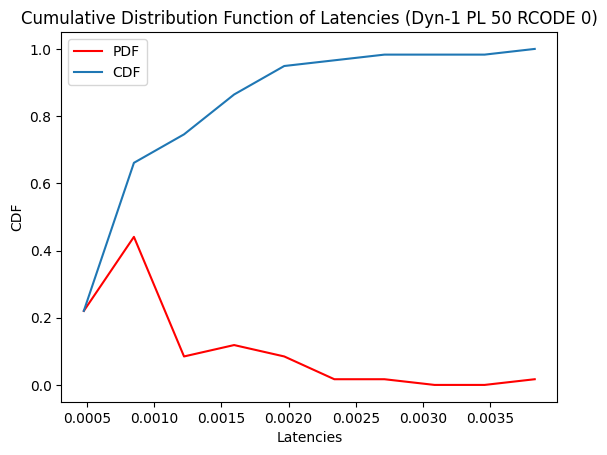 Cumulative Distribution Function of Latencies (Dyn-1 PL 50 RCODE 0)
PDF
CDF
1.0
0.8
0.6
0.4
0.2
0.0
CDF
0.0005 0.0010 0.0015 0.0020 0.0025 0.0030 0.0035
Latencies